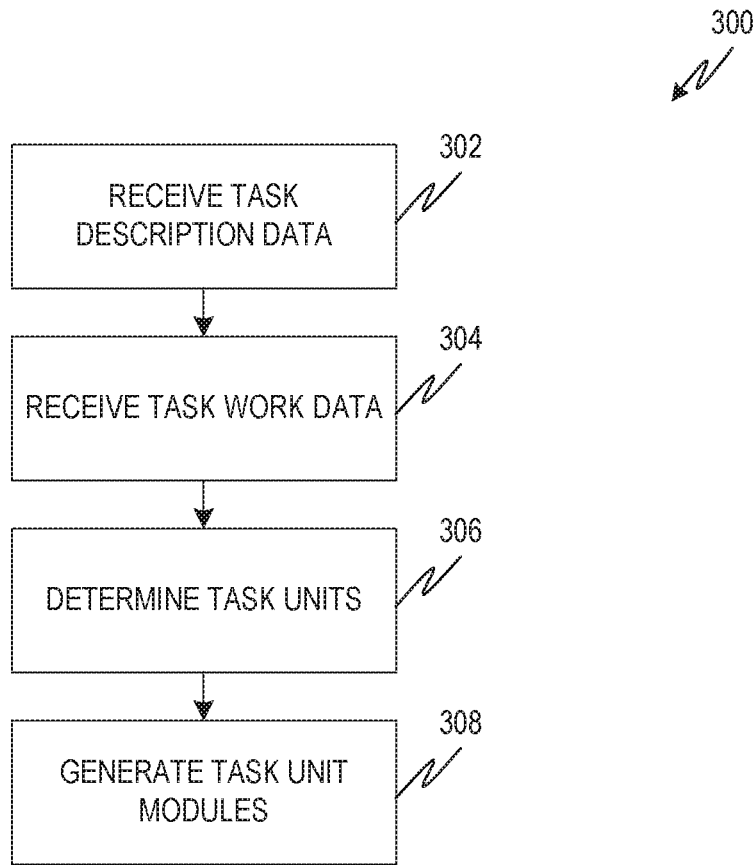 300
302
RECEIVE TASK
DESCRIPTION DATA
304
RECEIVE TASK WORK DATA
306
DETERMINE TASK UNITS
308
GENERATE TASK UNIT
MODULES